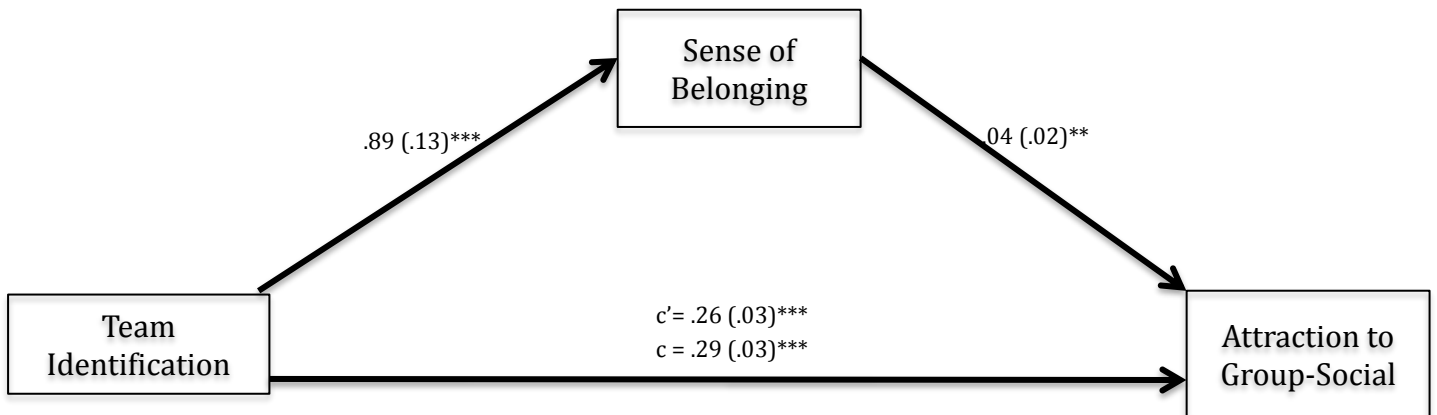 Sense of
Belonging
.89 (.13)***
.04 (.02)**
c’= .26 (.03)***
c = .29 (.03)***
Team
Identification
Attraction to
Group-Social